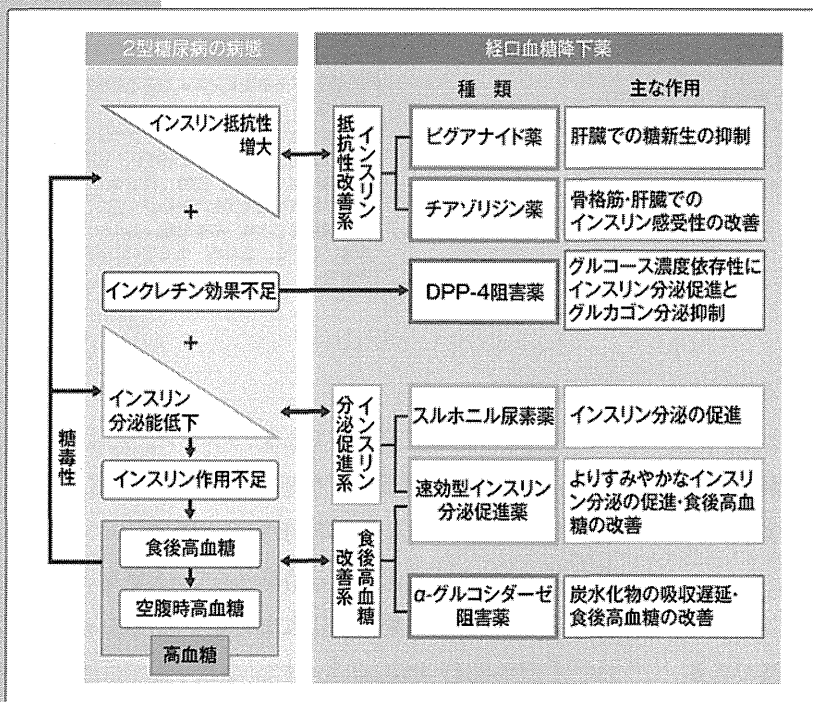 2型糖尿病の病態
経口血糖降下薬
種 類
主な作用
インスリン抵抗性
増大
+
インクレチン効果不足
+
インスリン
分泌能低下
インスリン作用不足
食後高血糖
空腹時高血糖
高血糖
糖毒性
インスリン
抵抗性改善系
ビグアナイド薬
肝臓での糖新生の抑制
チアゾリジン薬
骨格筋・肝臓での
インスリン感受性の改善
DPP-4阻害薬
グルコース濃度依存性に
インスリン分泌促進と
グルカゴン分泌抑制
インスリン
分泌促進系
スルホニル尿素薬
インスリン分泌の促進
速効型インスリン
分泌促進薬
よりすみやかなインスリ
ン分泌の促進・食後高血
糖の改善
食後高血糖
改善系
α-グルコシダーゼ
阻害薬
炭水化物の吸収遅延・
食後高血糖の改善